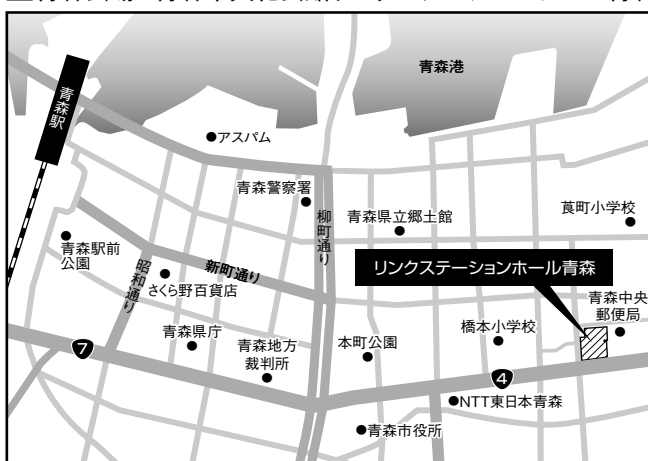 青森港
青森駅
アスパム
青森警察署
柳町通り
青森県立郷土館
莨町小学校
青森駅前
公園
昭和通り
新町通り
さくら野百貨店
リンクステーションホール青森
青森中央
郵便局
橋本小学校
7
青森県庁
青森地方
裁判所
本町公園
4
NTT東日本青森
青森市役所